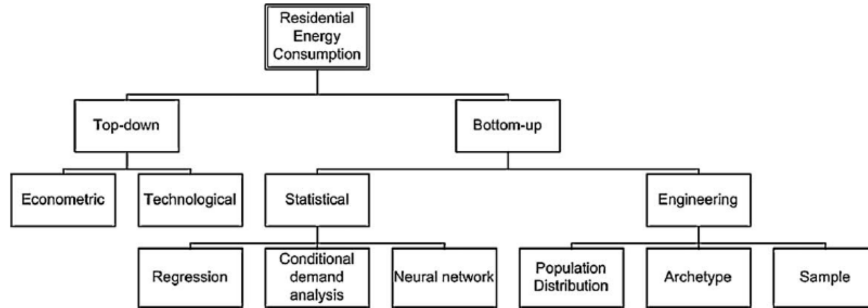 Residential
Energy
Consumption
Top-down
Bottom-up
Econometric
Technological
Statistical
Engineering
Regression
Conditional
demand
analysis
Neural network
Population
Distribution
Archetype
Sample